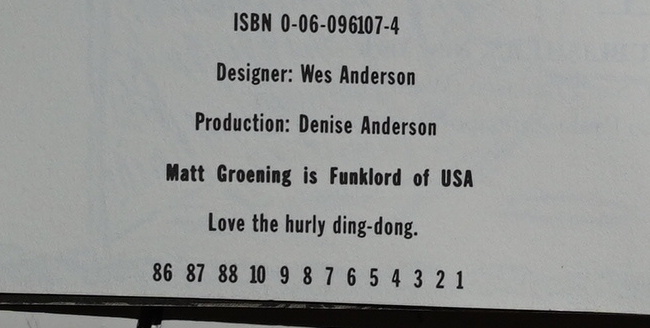 ISBN 0-06-096107-4
Designer: Wes Anderson
Production: Denise Anderson
Matt Groening is Funklord of USA
Love the hurly ding-dong.
86 87 88 10 9 8 7 6 5 4 3 2 1